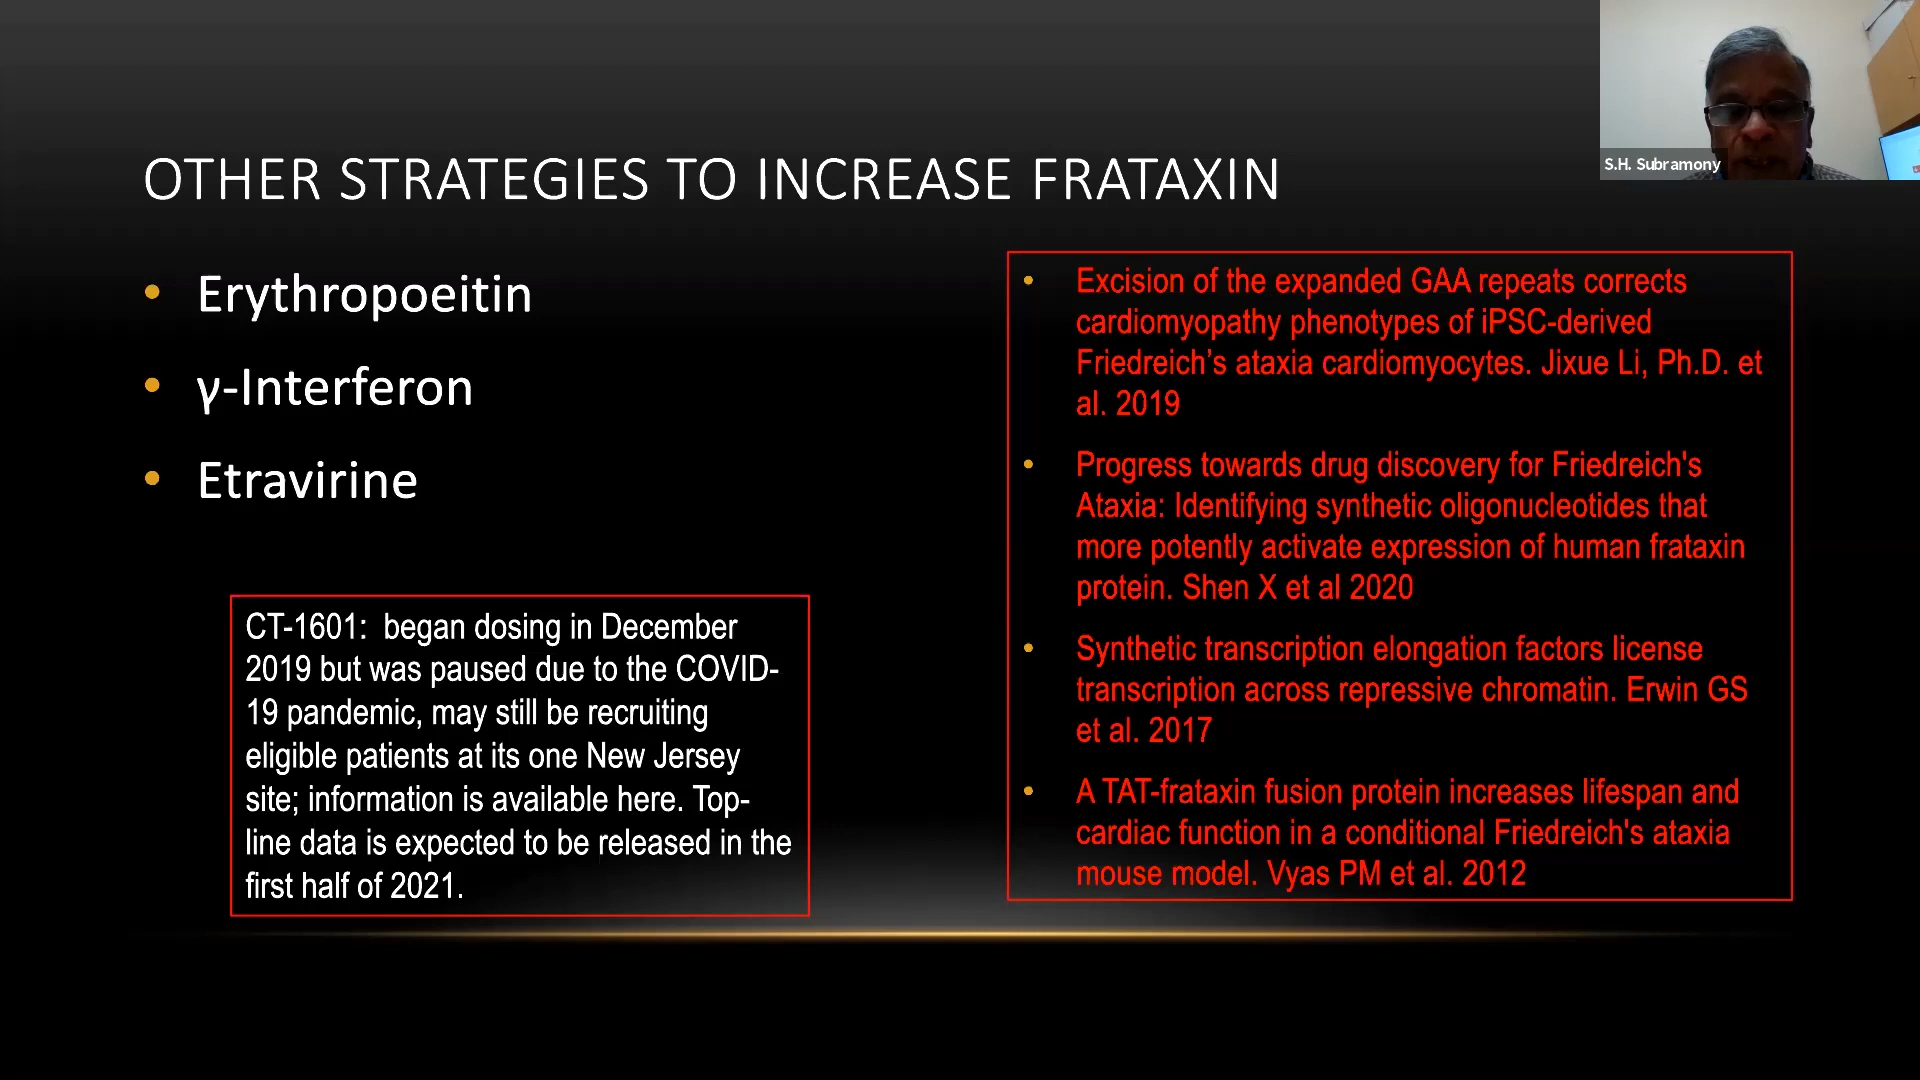 S.H. Subramony
OTHER STRATEGIES TO INCREASE FRATAXIN
• Erythropoeitin
• γ-Interferon
• Etravirine
CT-1601:  began dosing in December
2019 but was paused due to the COVID-
19 pandemic, may still be recruiting
eligible patients at its one New Jersey
site; information is available here. Top-
line data is expected to be released in the
first half of 2021.
• Excision of the expanded GAA repeats corrects
cardiomyopathy phenotypes of iPSC-derived
Friedreich’s ataxia cardiomyocytes. Jixue Li, Ph.D. et
al. 2019
• Progress towards drug discovery for Friedreich's
Ataxia: Identifying synthetic oligonucleotides that
more potently activate expression of human frataxin
protein. Shen X et al 2020
• Synthetic transcription elongation factors license
transcription across repressive chromatin. Erwin GS
et al. 2017
• A TAT-frataxin fusion protein increases lifespan and
cardiac function in a conditional Friedreich's ataxia
mouse model. Vyas PM et al. 2012